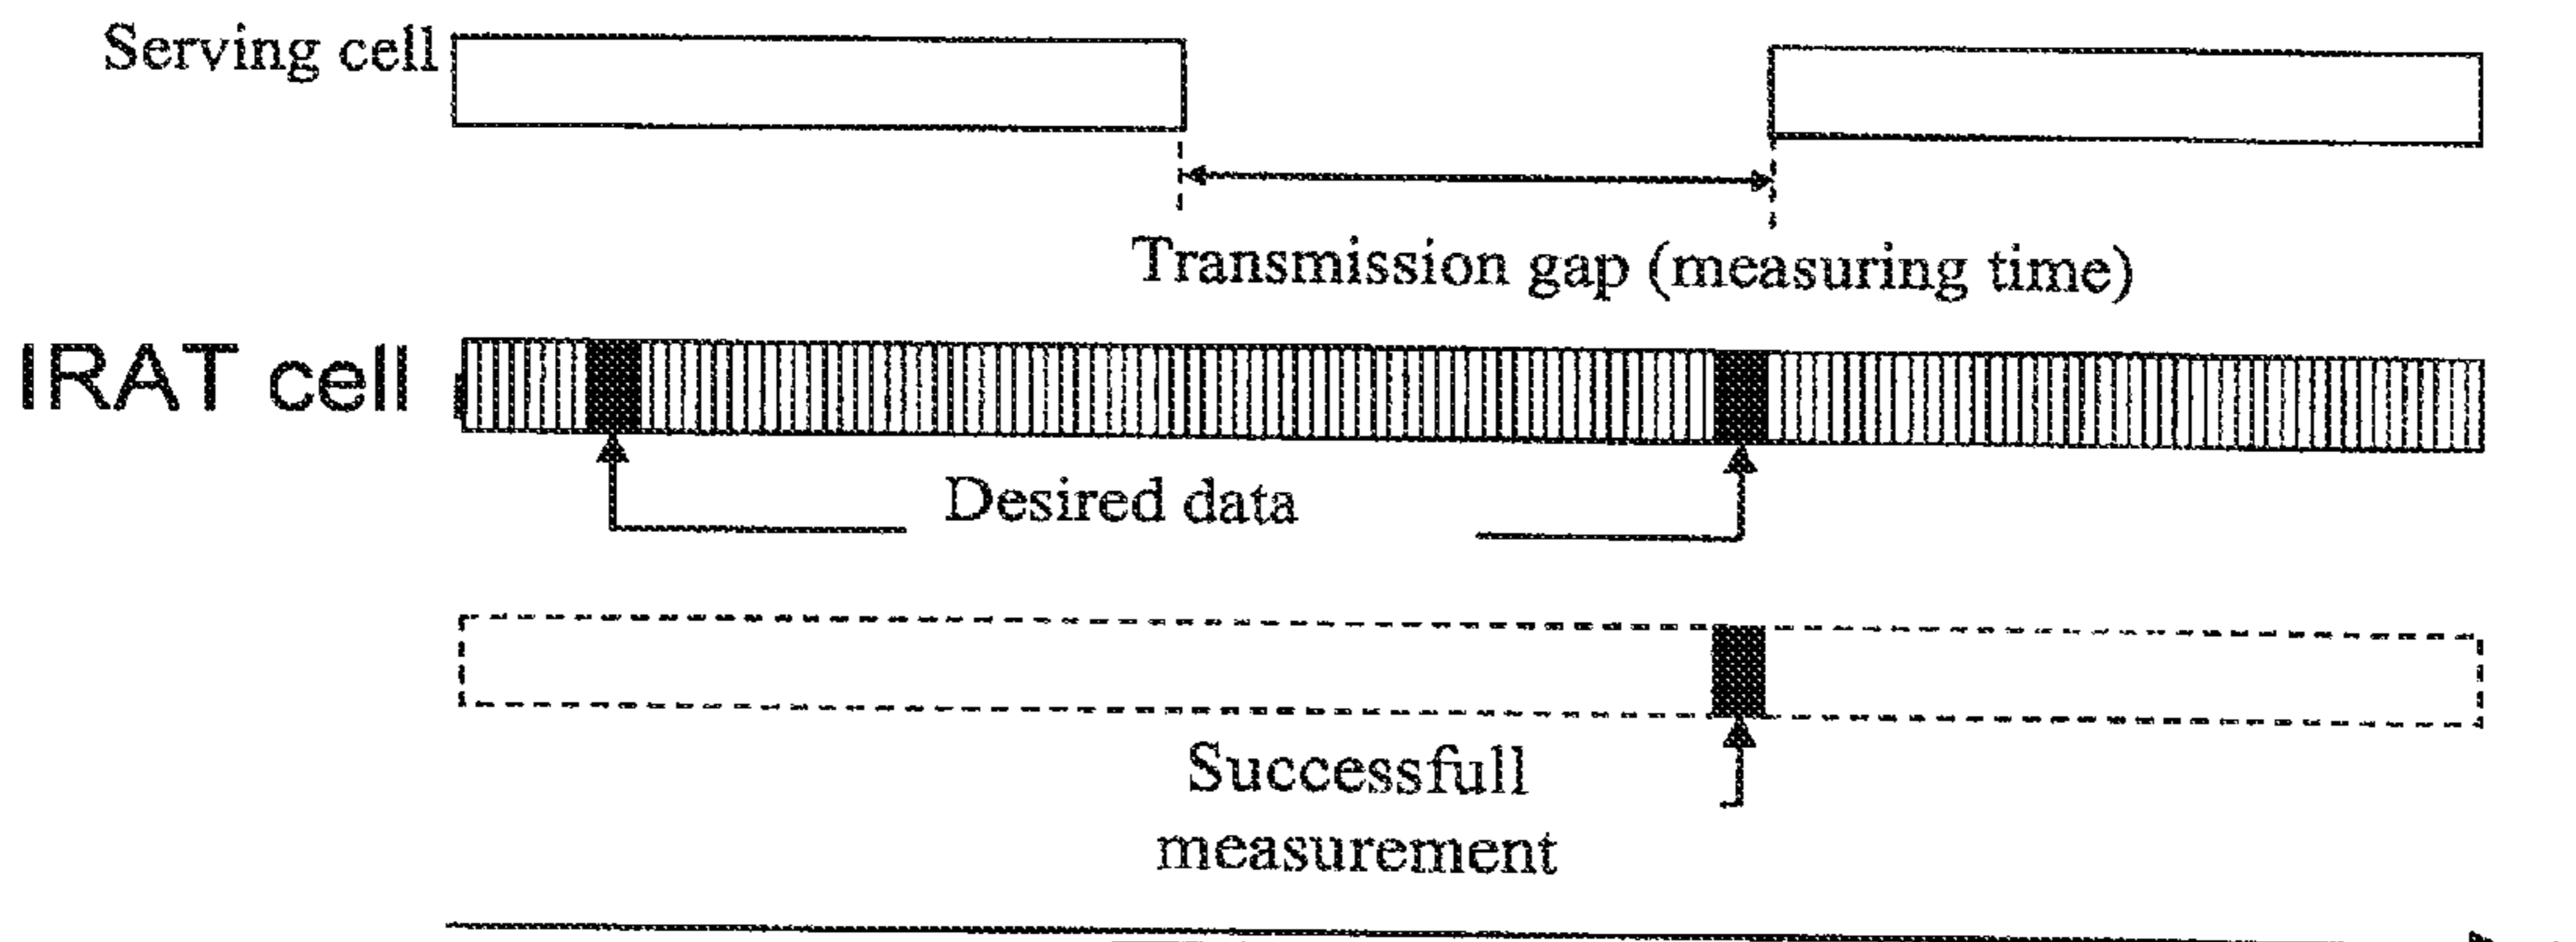 Serving cell
Transmission gap (measuring time)
IRAT cell
Desired data
Successfull
measurement